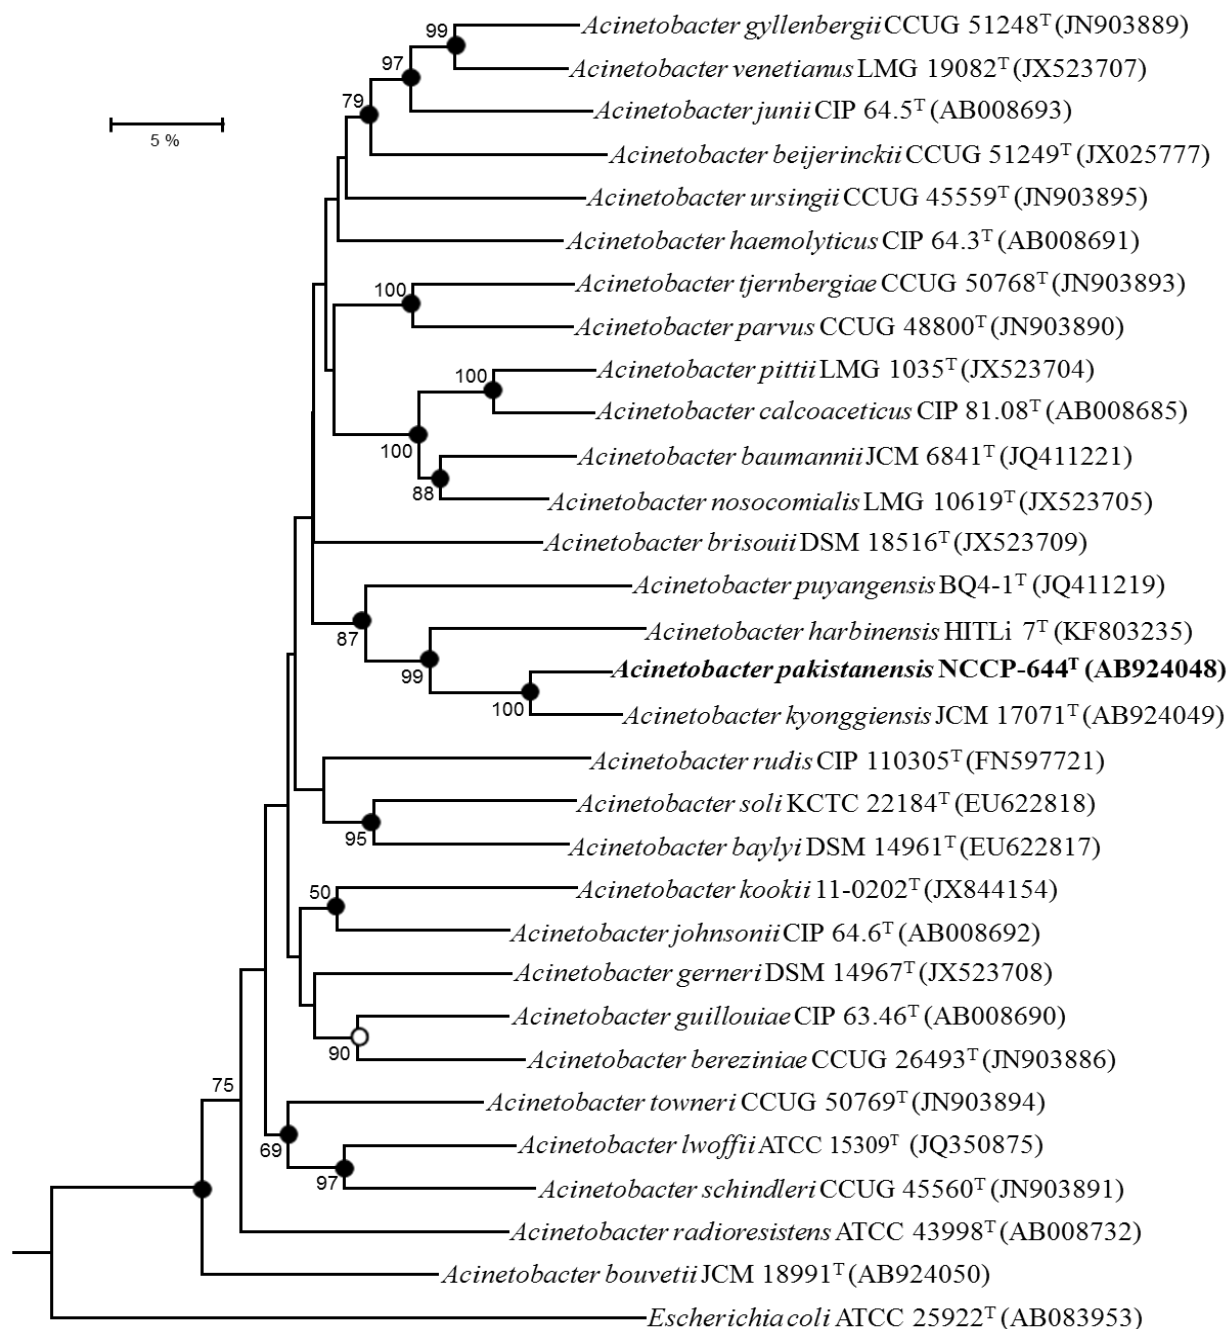 99
Acinetobacter gyllenbergii CCUG 51248T (JN903889)
97
Acinetobacter venetianus LMG 19082T (JX523707)
79
Acinetobacter junii CIP 64.5T (AB008693)
5 %
Acinetobacter beijerinckii CCUG 51249T (JX025777)
Acinetobacter ursingii CCUG 45559T (JN903895)
Acinetobacter haemolyticus CIP 64.3T (AB008691)
100
Acinetobacter tjernbergiae CCUG 50768T (JN903893)
Acinetobacter parvus CCUG 48800T (JN903890)
100
Acinetobacter pittii LMG 1035T (JX523704)
Acinetobacter calcoaceticus CIP 81.08T (AB008685)
100
Acinetobacter baumannii JCM 6841T (JQ411221)
88
Acinetobacter nosocomialis LMG 10619T (JX523705)
Acinetobacter brisouii DSM 18516T (JX523709)
Acinetobacter puyangensis BQ4-1T (JQ411219)
87
Acinetobacter harbinensis HITLi 7T (KF803235)
99
Acinetobacter pakistanensis NCCP-644T (AB924048)
100
Acinetobacter kyonggiensis JCM 17071T (AB924049)
Acinetobacter rudis CIP 110305T (FN597721)
Acinetobacter soli KCTC 22184T (EU622818)
95
Acinetobacter baylyi DSM 14961T (EU622817)
50
Acinetobacter kookii 11-0202T (JX844154)
Acinetobacter johnsonii CIP 64.6T (AB008692)
Acinetobacter gerneri DSM 14967T (JX523708)
Acinetobacter guillouiae CIP 63.46T (AB008690)
90
Acinetobacter bereziniae CCUG 26493T (JN903886)
75
Acinetobacter towneri CCUG 50769T (JN903894)
69
Acinetobacter lwoffii ATCC 15309T (JQ350875)
97
Acinetobacter schindleri CCUG 45560T (JN903891)
Acinetobacter radioresistens ATCC 43998T (AB008732)
Acinetobacter bouvetii JCM 18991T (AB924050)
Escherichia coli ATCC 25922T (AB083953)